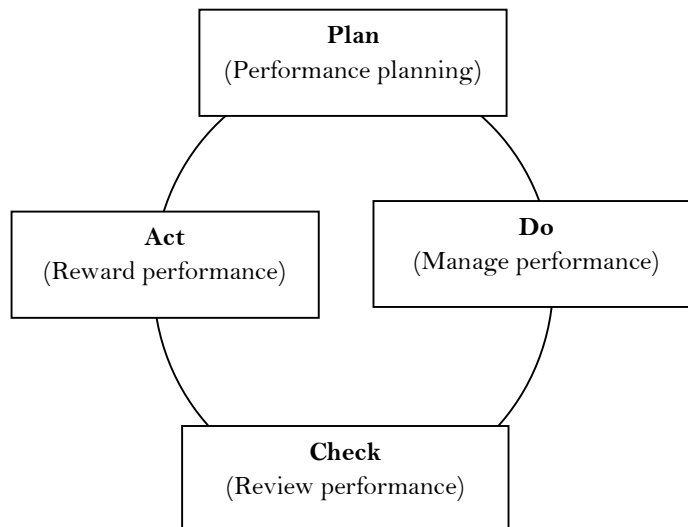 Plan
(Performance planning)
Do
(Manage performance)
Check
(Review performance)
Act
(Reward performance)